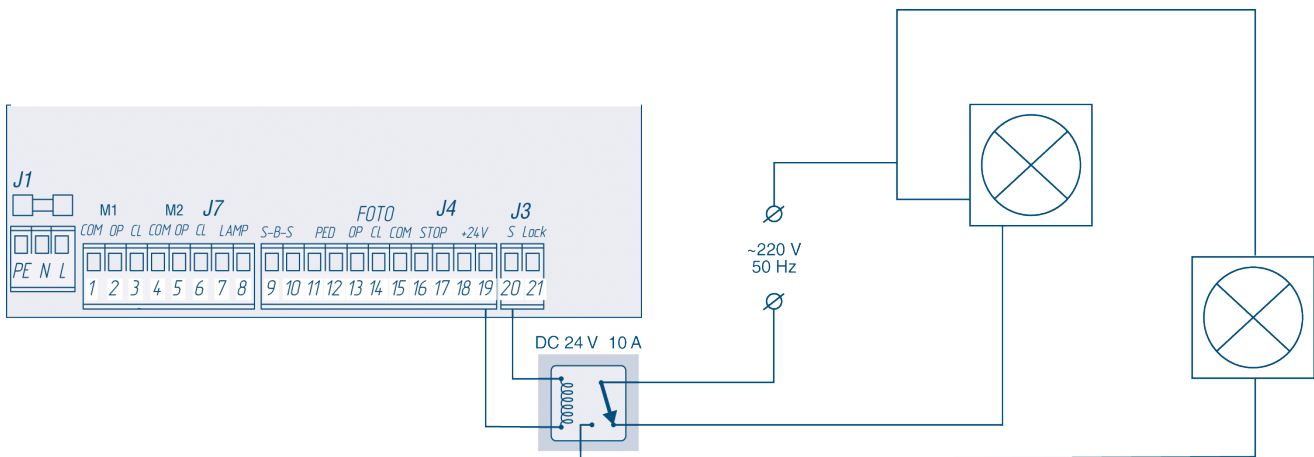 J1
M1 M2 J7 FOTO J4 J3
COM OP CL COM OP CL LAMP S-B-S PED OP CL COM STOP +24V S Lock
PE N L
1 2 3 4 5 6 7 8 9 10 11 12 13 14 15 16 17 18 19 20 21
~220 V
50 Hz
DC 24 V 10 A